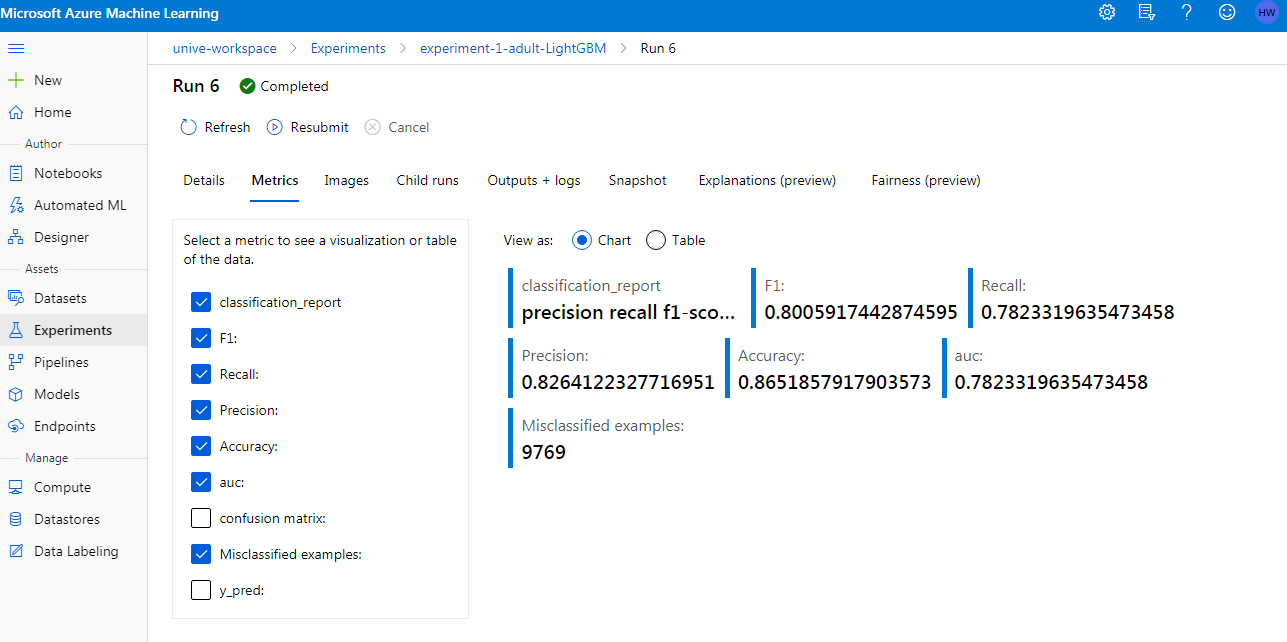 Microsoft Azure Machine Learning
HW
unive-workspace > Experiments > experiment-1-adult-LightGBM > Run 6
New
Home
Author
Notebooks
Automated ML
Designer
Assets
Datasets
Experiments
Pipelines
Models
Endpoints
Manage
Compute
Datastores
Data Labeling
Run 6 Completed
Refresh Resubmit Cancel
Details Metrics Images Child runs Outputs + logs Snapshot Explanations (preview) Fairness (preview)
Select a metric to see a visualization or table
of the data.
classification_report
F1:
Recall:
Precision:
Accuracy:
auc:
confusion matrix:
Misclassified examples:
y_pred:
View as: Chart Table
classification_report F1: Recall:
precision recall f1-sco... 0.8005917442874595 0.7823319635473458
Precision: Accuracy: auc:
0.8264122327716951 0.8651857917903573 0.7823319635473458
Misclassified examples:
9769